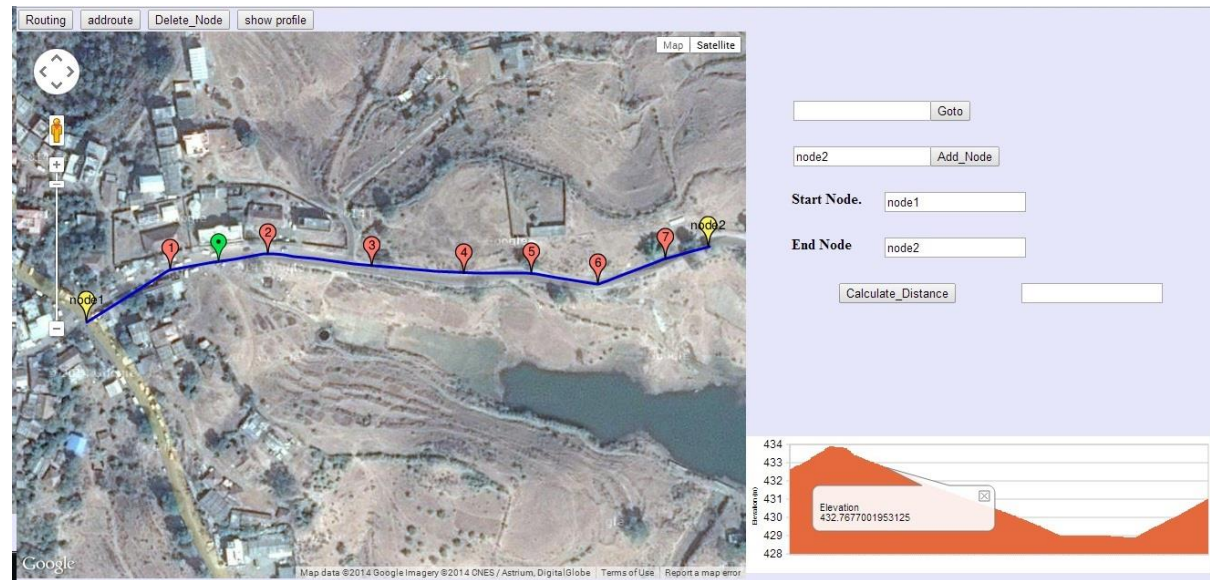 Routing addroute Delete_Node show profile
Map Satellite
Goto
node2 Add_Node
Start Node. node1
End Node node2
Calculate_Distance
node1
1
2
3
4
5
6
7
node2
Google
Map data ©2014 Google Imagery ©2014 CNES / Astrium, DigitalGlobe Terms of Use Report a map error
434
433
432
431
430
429
428
Elevation (m)
Elevation
432.7677001953125